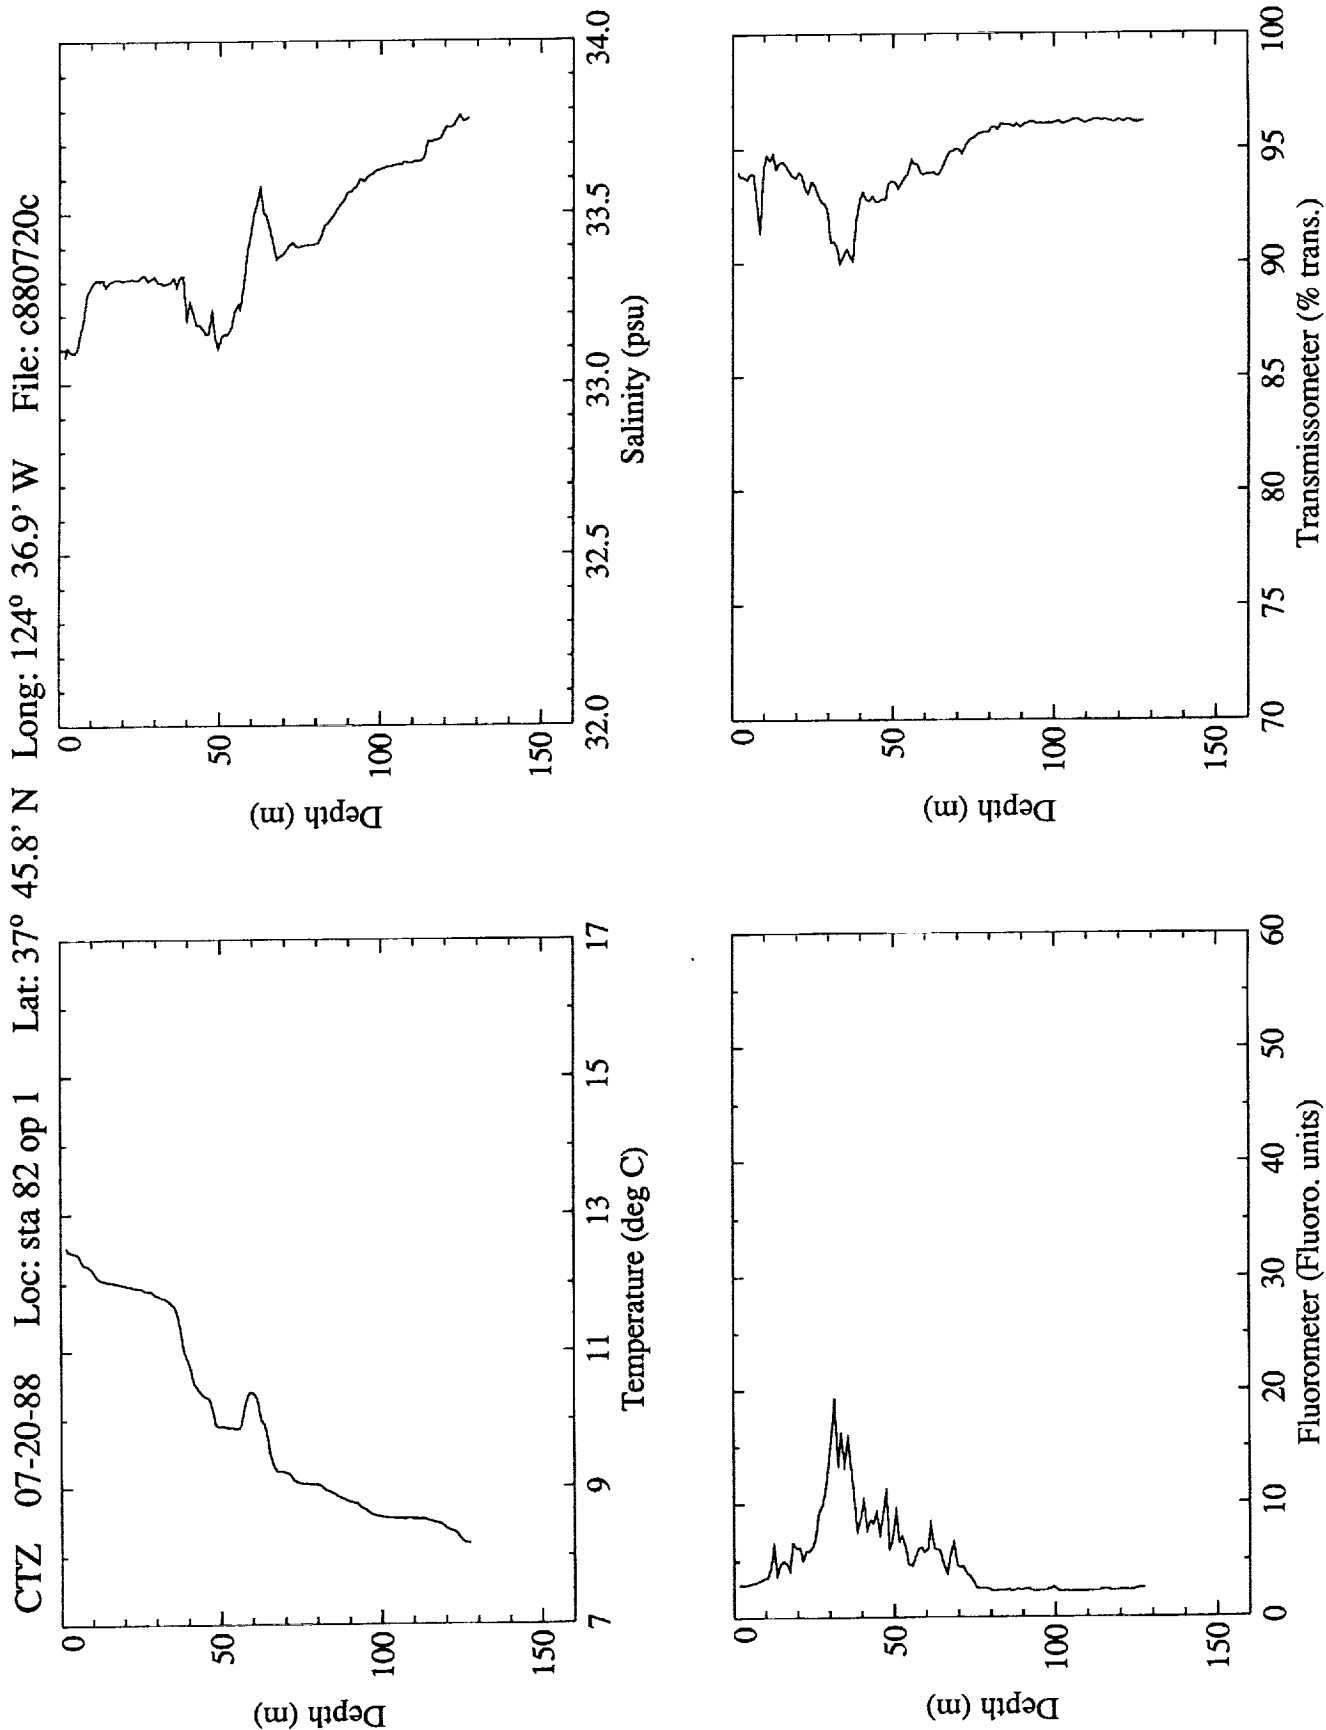 CTZ 07-20-88 Loc: sta 82 op 1 Lat: 37° 45.8' N Long: 124° 36.9' W File: c880720c
0
50
100
150
Depth (m)
7 9 11 13 15 17
Temperature (deg C)
0
50
100
150
Depth (m)
32.0 32.5 33.0 33.5 34.0
Salinity (psu)
0
50
100
150
Depth (m)
0 10 20 30 40 50 60
Fluorometer (Fluoro. units)
0
50
100
150
Depth (m)
70 75 80 85 90 95 100
Transmissometer (% trans.)